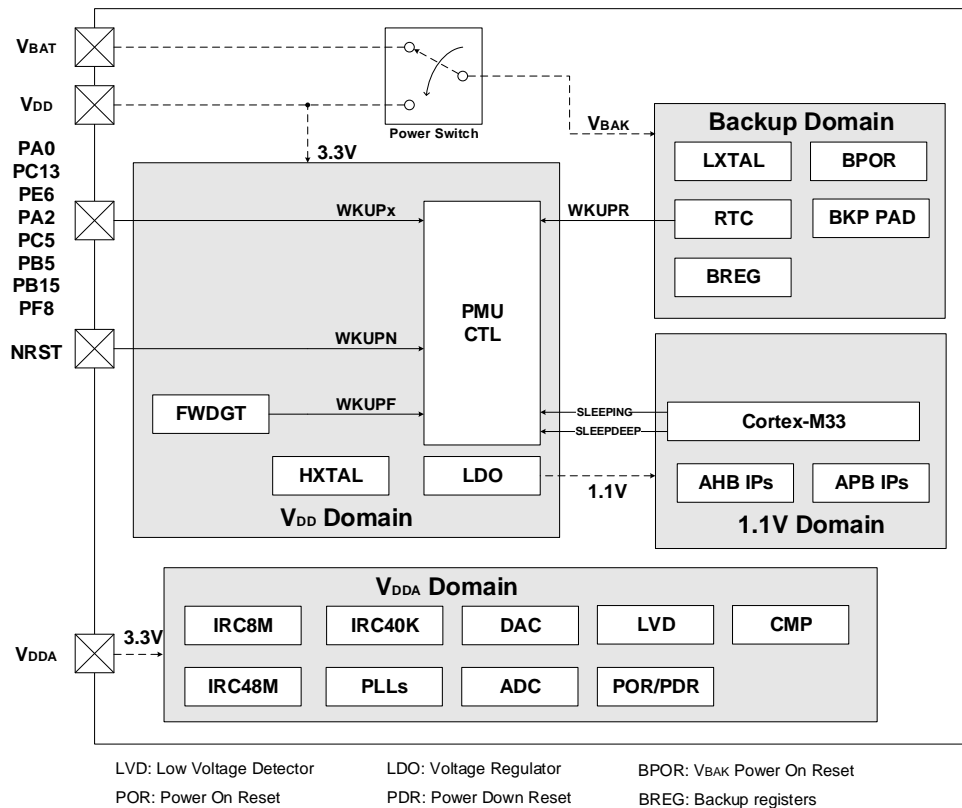 VBAT
VDD
Power Switch
VBAK
3.3V
PA0
PC13
PE6
PA2
PC5
PB5
PB15
PF8
NRST
WKUPx
WKUPN
FWDGT
WKUPF
PMU
CTL
HXTAL
LDO
VDD Domain
WKUPR
Backup Domain
LXTAL
BPOR
RTC
BKP PAD
BREG
SLEEPING
SLEEPDEEP
Cortex-M33
AHB IPs
APB IPs
1.1V
1.1V Domain
VDDA
3.3V
VDDA Domain
IRC8M
IRC40K
DAC
LVD
CMP
IRC48M
PLLs
ADC
POR/PDR
LVD: Low Voltage Detector
LDO: Voltage Regulator
BPOR: VBAK Power On Reset
POR: Power On Reset
PDR: Power Down Reset
BREG: Backup registers